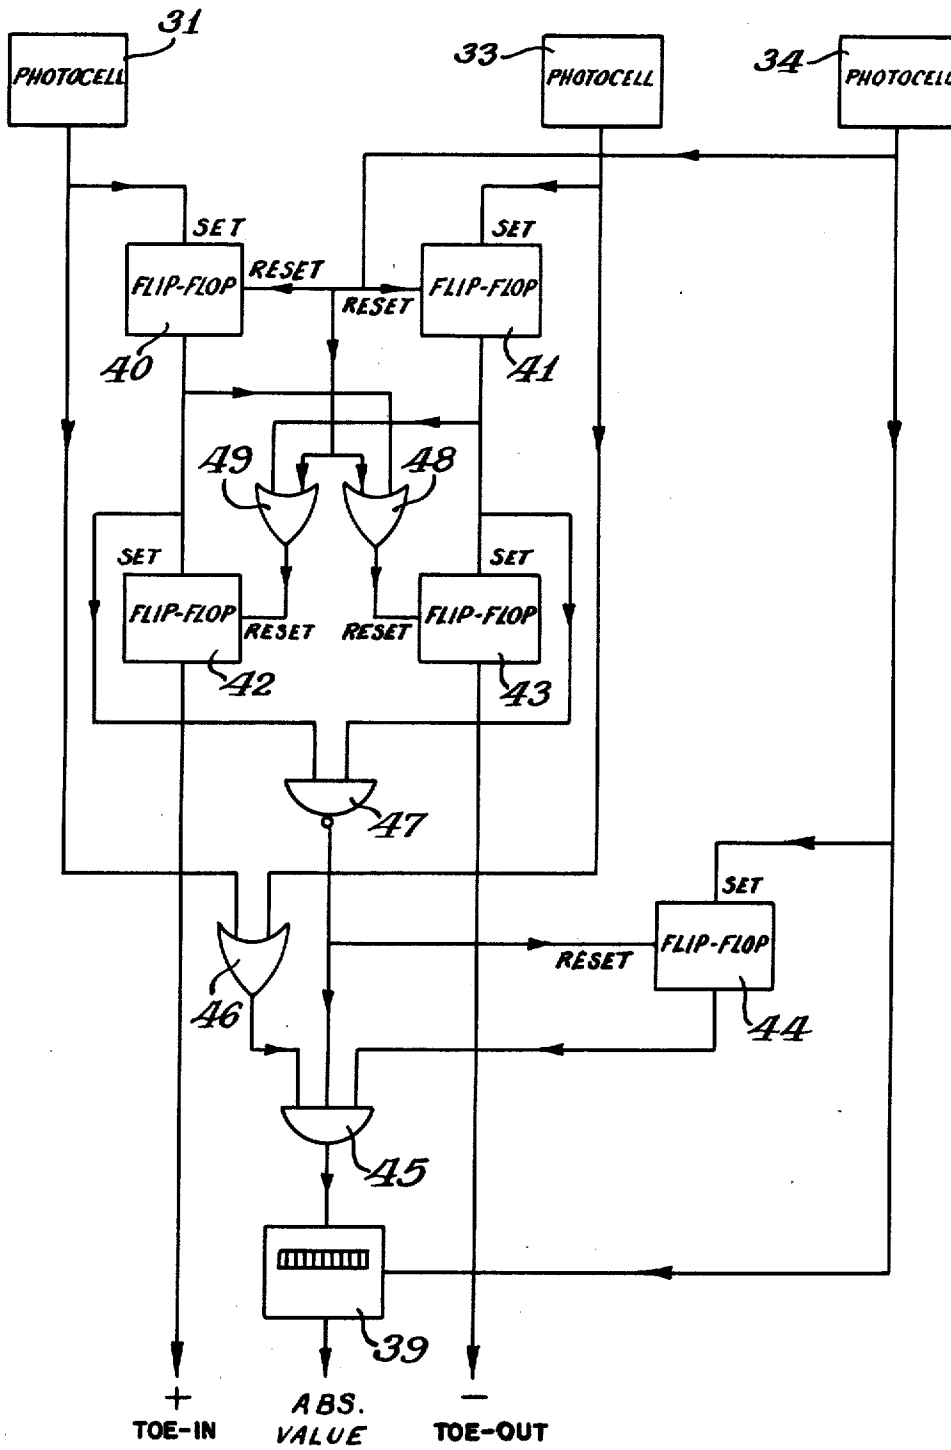 31
33
34
PHOTOCELL
PHOTOCELL
PHOTOCELL
SET
SET
RESET
RESET
FLIP-FLOP
FLIP-FLOP
40
41
49
48
SET
SET
FLIP-FLOP
FLIP-FLOP
RESET
RESET
42
43
47
SET
FLIP-FLOP
RESET
46
44
45
39
+
TOE-IN
ABS.
VALUE
−
TOE-OUT